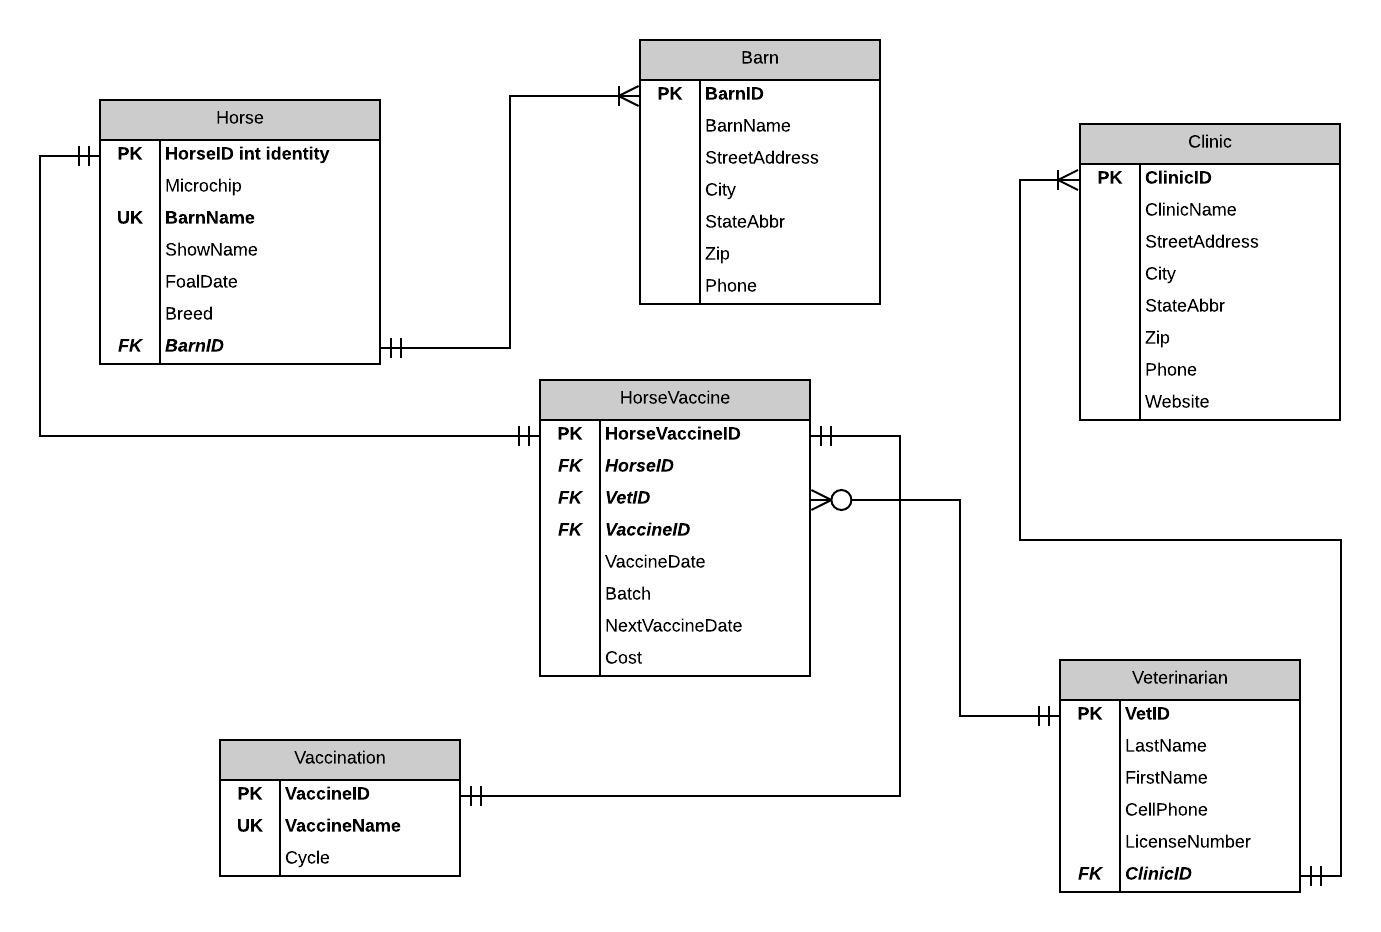 Barn
PK BarnID
BarnName
StreetAddress
City
StateAbbr
Zip
Phone
Horse
PK HorseID int identity
Microchip
UK BarnName
ShowName
FoalDate
Breed
FK BarnID
Clinic
PK ClinicID
ClinicName
StreetAddress
City
StateAbbr
Zip
Phone
Website
HorseVaccine
PK HorseVaccineID
FK HorseID
FK VetID
FK VaccineID
VaccineDate
Batch
NextVaccineDate
Cost
Vaccination
PK VaccineID
UK VaccineName
Cycle
Veterinarian
PK VetID
LastName
FirstName
CellPhone
LicenseNumber
FK ClinicID